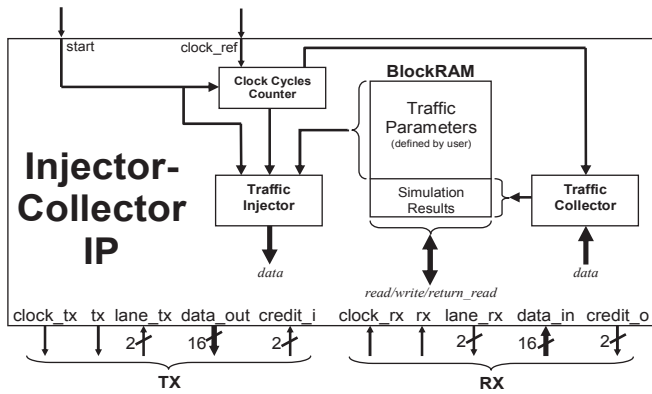 start
clock_ref
Clock Cycles
Counter
BlockRAM
Traffic
Parameters
(defined by user)
Injector-
Collector
IP
Traffic
Injector
Simulation
Results
Traffic
Collector
data
data
read/write/return_read
clock_tx tx lane_tx data_out credit_i
clock_rx rx lane_rx data_in credit_o
2 16 2
2 16 2
TX
RX